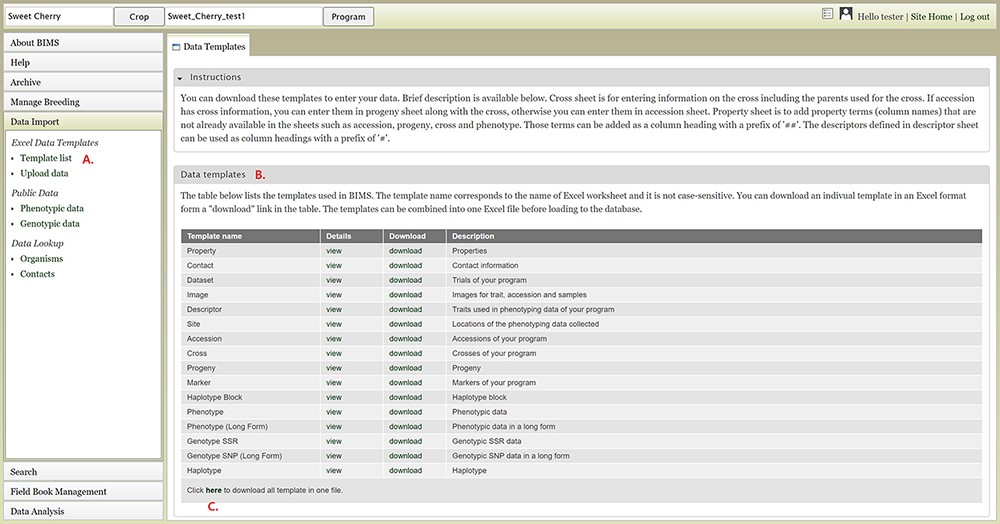 Sweet Cherry Crop Sweet_Cherry_test1 Program Hello tester | Site Home | Log out
About BIMS
Help
Archive
Manage Breeding
Data Import
Excel Data Templates
Template list A.
Upload data
Public Data
Phenotypic data
Genotypic data
Data Lookup
Organisms
Contacts
Search
Field Book Management
Data Analysis
Data Templates
Instructions
You can download these templates to enter your data. Brief description is available below. Cross sheet is for entering information on the cross including the parents used for the cross. If
accession has cross information, you can enter them in progeny sheet along with the cross, otherwise you can enter them in accession sheet. Property sheet is to add property terms (column names) that are
not already available in the sheets such as accession, progeny, cross and phenotype. Those terms can be added as a column heading with a prefix of '##'. The descriptors defined in descriptor sheet
can be used as column headings with a prefix of '#'.
Data templates B.
The table below lists the templates used in BIMS. The template name corresponds to the name of Excel worksheet and it is not case-sensitive. You can download an indivual template in an Excel format
form a "download" link in the table. The templates can be combined into one Excel file before loading to the database.
Template name Details Download Description
Property view download Properties
Contact view download Contact information
Dataset view download Trials of your program
Image view download Images for trait, accession and samples
Descriptor view download Traits used in phenotyping data of your program
Site view download Locations of the phenotyping data collected
Accession view download Accessions of your program
Cross view download Crosses of your program
Progeny view download Progeny
Marker view download Markers of your program
Haplotype Block view download Haplotype block
Phenotype view download Phenotypic data
Phenotype (Long Form) view download Phenotypic data in a long form
Genotype SSR view download Genotypic SSR data
Genotype SNP (Long Form) view download Genotypic SNP data in a long form
Haplotype view download Haplotype
Click here to download all template in one file.
C.